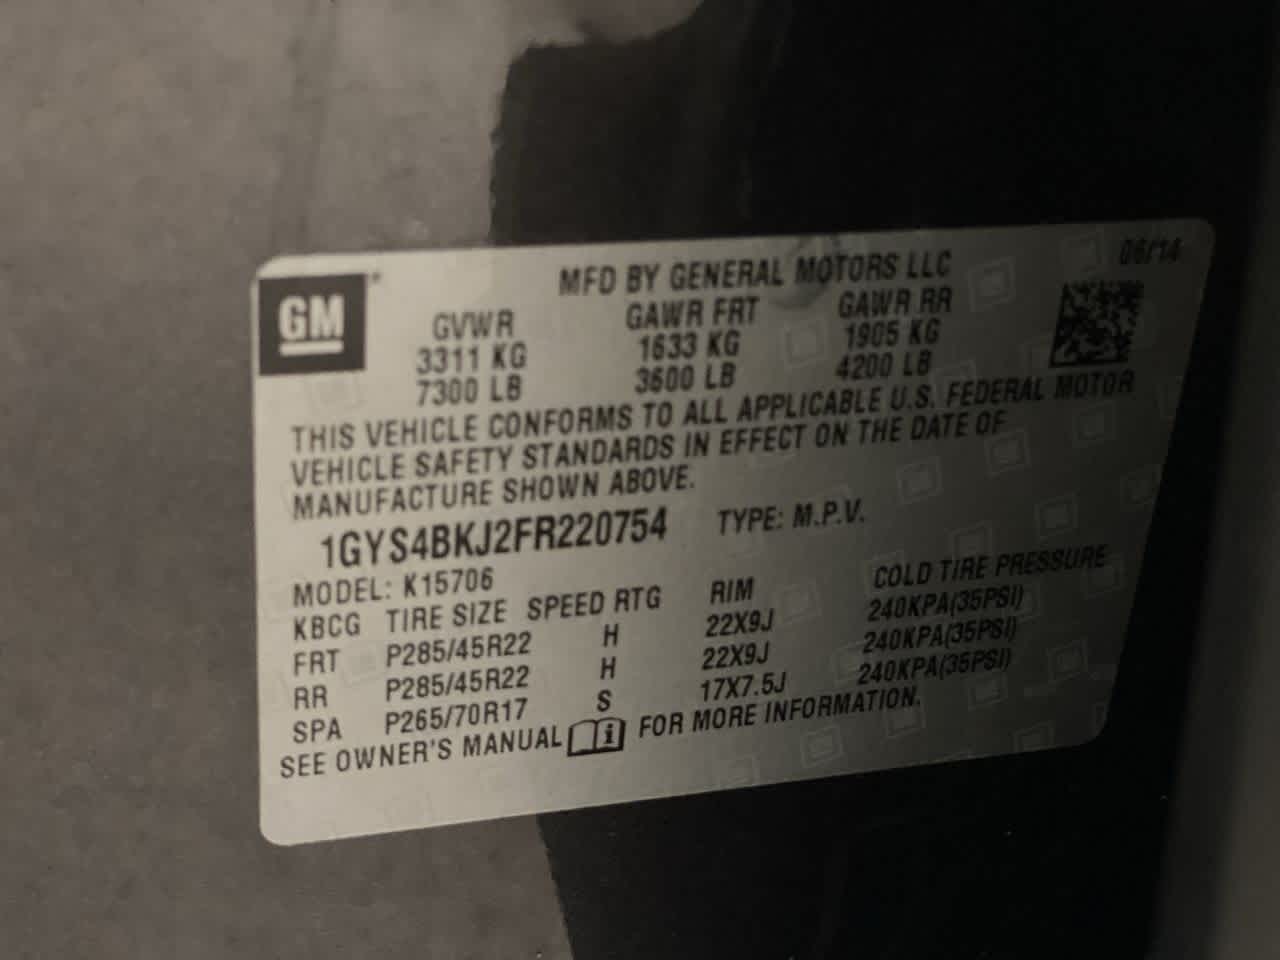 GM
MFD BY GENERAL MOTORS LLC 06/14
GVWR GAWR FRT GAWR RR
3311 KG 1633 KG 1905 KG
7300 LB 3600 LB 4200 LB
THIS VEHICLE CONFORMS TO ALL APPLICABLE U.S. FEDERAL MOTOR
VEHICLE SAFETY STANDARDS IN EFFECT ON THE DATE OF
MANUFACTURE SHOWN ABOVE.
1GYS4BKJ2FR220754 TYPE: M.P.V.
MODEL: K15706
KBCG TIRE SIZE SPEED RTG RIM COLD TIRE PRESSURE
FRT P285/45R22 H 22X9J 240KPA(35PSI)
RR P285/45R22 H 22X9J 240KPA(35PSI)
SPA P265/70R17 S 17X7.5J 240KPA(35PSI)
SEE OWNER'S MANUAL i FOR MORE INFORMATION.